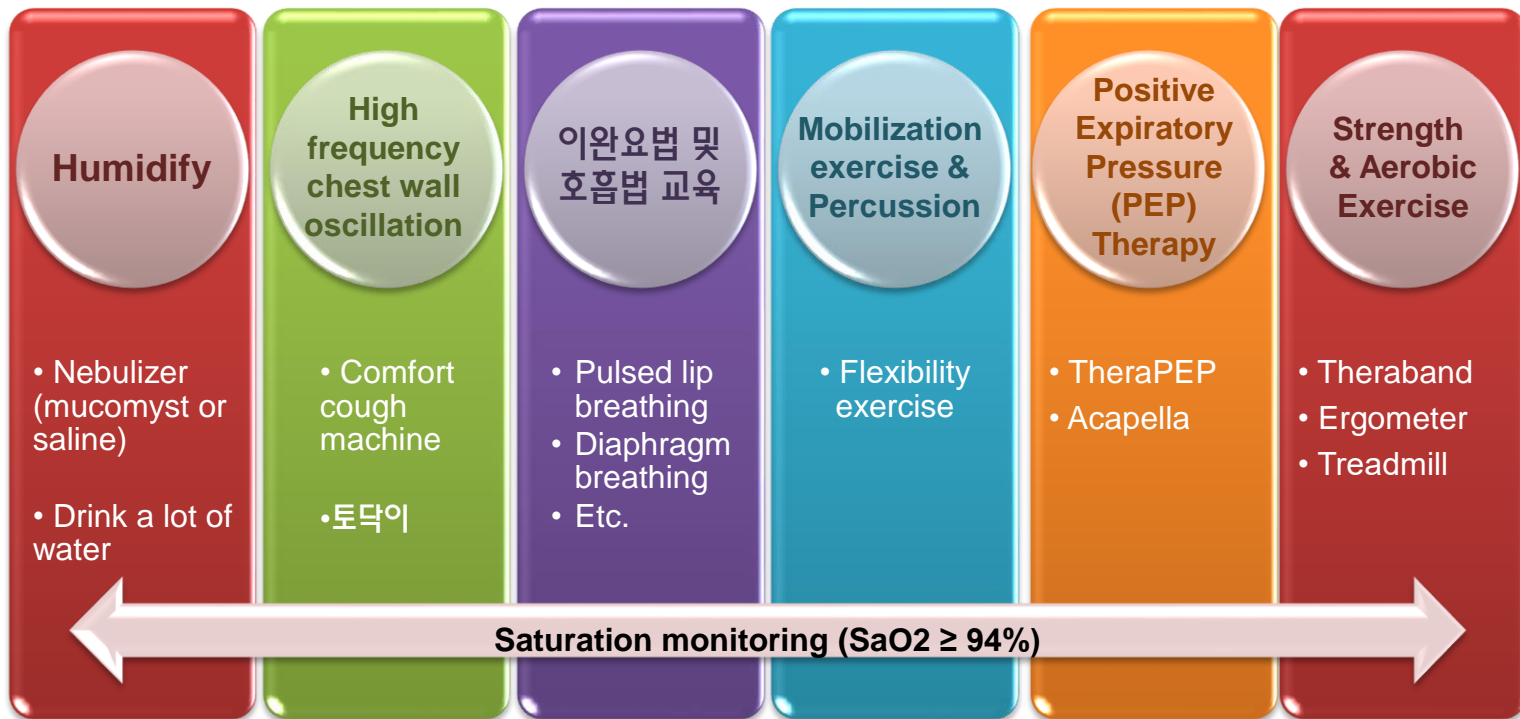 Humidify
• Nebulizer
(mucomyst or
saline)
• Drink a lot of
water
High
frequency
chest wall
oscillation
• Comfort
cough
machine
•토닥이
이완요법 및
호흡법 교육
• Pulsed lip
breathing
• Diaphragm
breathing
• Etc.
Mobilization
exercise &
Percussion
• Flexibility
exercise
Positive
Expiratory
Pressure
(PEP)
Therapy
• TheraPEP
• Acapella
Strength
& Aerobic
Exercise
• Theraband
• Ergometer
• Treadmill
Saturation monitoring (SaO2 ≥ 94%)